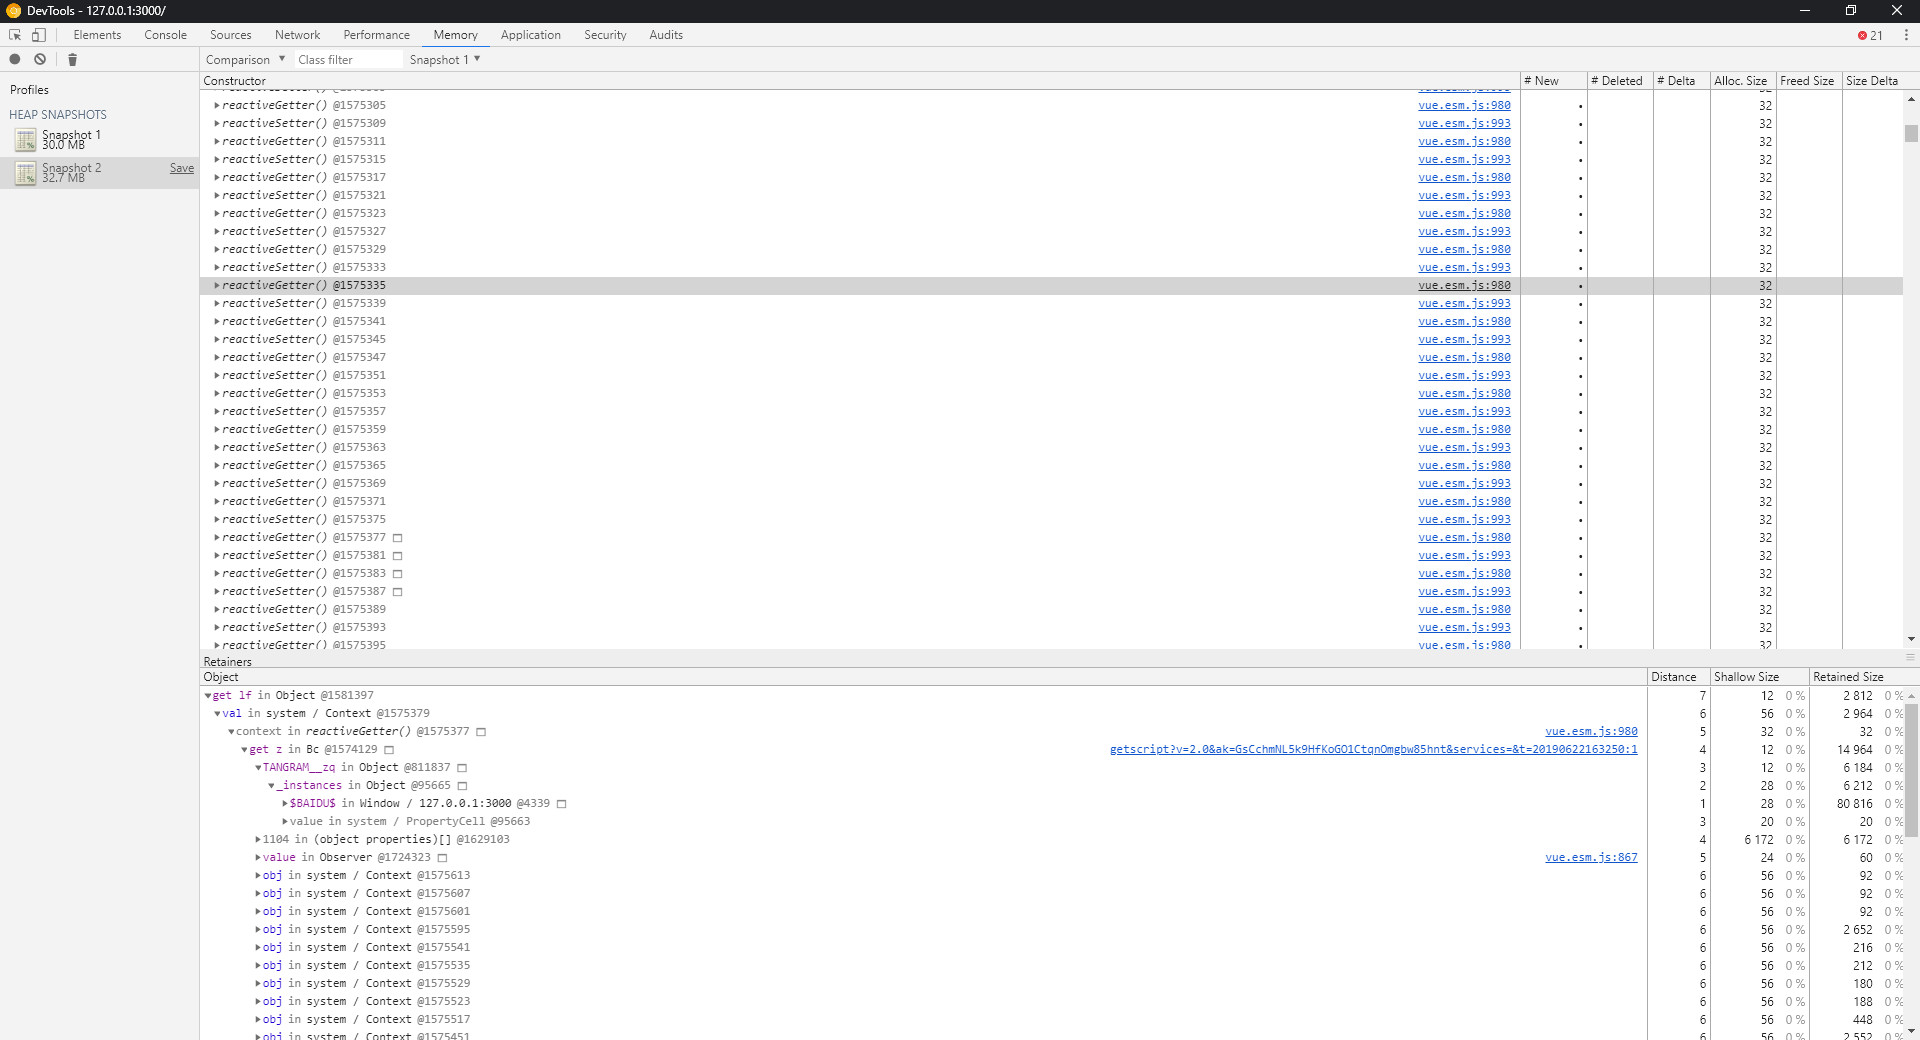 DevTools - 127.0.0.1:3000/
Elements Console Sources Network Performance Memory Application Security Audits 21
Comparison Class filter Snapshot 1
Profiles
HEAP SNAPSHOTS
Snapshot 1
30.0 MB
Snapshot 2 Save
32.7 MB
Constructor # New # Deleted # Delta Alloc. Size Freed Size Size Delta
reactiveGetter() @1575305 vue.esm.js:980 • 32
reactiveSetter() @1575309 vue.esm.js:993 • 32
reactiveGetter() @1575311 vue.esm.js:980 • 32
reactiveSetter() @1575315 vue.esm.js:993 • 32
reactiveGetter() @1575317 vue.esm.js:980 • 32
reactiveSetter() @1575321 vue.esm.js:993 • 32
reactiveGetter() @1575323 vue.esm.js:980 • 32
reactiveSetter() @1575327 vue.esm.js:993 • 32
reactiveGetter() @1575329 vue.esm.js:980 • 32
reactiveSetter() @1575333 vue.esm.js:993 • 32
reactiveGetter() @1575335 vue.esm.js:980 • 32
reactiveSetter() @1575339 vue.esm.js:993 • 32
reactiveGetter() @1575341 vue.esm.js:980 • 32
reactiveSetter() @1575345 vue.esm.js:993 • 32
reactiveGetter() @1575347 vue.esm.js:980 • 32
reactiveSetter() @1575351 vue.esm.js:993 • 32
reactiveGetter() @1575353 vue.esm.js:980 • 32
reactiveSetter() @1575357 vue.esm.js:993 • 32
reactiveGetter() @1575359 vue.esm.js:980 • 32
reactiveSetter() @1575363 vue.esm.js:993 • 32
reactiveGetter() @1575365 vue.esm.js:980 • 32
reactiveSetter() @1575369 vue.esm.js:993 • 32
reactiveGetter() @1575371 vue.esm.js:980 • 32
reactiveSetter() @1575375 vue.esm.js:993 • 32
reactiveGetter() @1575377 vue.esm.js:980 • 32
reactiveSetter() @1575381 vue.esm.js:993 • 32
reactiveGetter() @1575383 vue.esm.js:980 • 32
reactiveSetter() @1575387 vue.esm.js:993 • 32
reactiveGetter() @1575389 vue.esm.js:980 • 32
reactiveSetter() @1575393 vue.esm.js:993 • 32
reactiveGetter() @1575395 vue.esm.js:980 • 32
Retainers
Object Distance Shallow Size Retained Size
get lf in Object @1581397 7 12 0 % 2 812 0 %
val in system / Context @1575379 6 56 0 % 2 964 0 %
context in reactiveGetter() @1575377 vue.esm.js:980 5 32 0 % 32 0 %
get z in Bc @1574129 getscript?v=2.0&ak=GsCchmNL5k9HfKoGO1CtqnOmgbw85hnt&services=&t=20190622163250:1 4 12 0 % 14 964 0 %
TANGRAM__zq in Object @811837 3 12 0 % 6 184 0 %
_instances in Object @95665 2 28 0 % 6 212 0 %
$BAIDU$ in Window / 127.0.0.1:3000 @4339 1 28 0 % 80 816 0 %
value in system / PropertyCell @95663 3 20 0 % 20 0 %
1104 in (object properties)[] @1629103 4 6 172 0 % 6 172 0 %
value in Observer @1724323 vue.esm.js:867 5 24 0 % 60 0 %
obj in system / Context @1575613 6 56 0 % 92 0 %
obj in system / Context @1575607 6 56 0 % 92 0 %
obj in system / Context @1575601 6 56 0 % 92 0 %
obj in system / Context @1575595 6 56 0 % 2 652 0 %
obj in system / Context @1575541 6 56 0 % 216 0 %
obj in system / Context @1575535 6 56 0 % 212 0 %
obj in system / Context @1575529 6 56 0 % 180 0 %
obj in system / Context @1575523 6 56 0 % 188 0 %
obj in system / Context @1575517 6 56 0 % 448 0 %
obj in system / Context @1575451 6 56 0 % 2 552 0 %